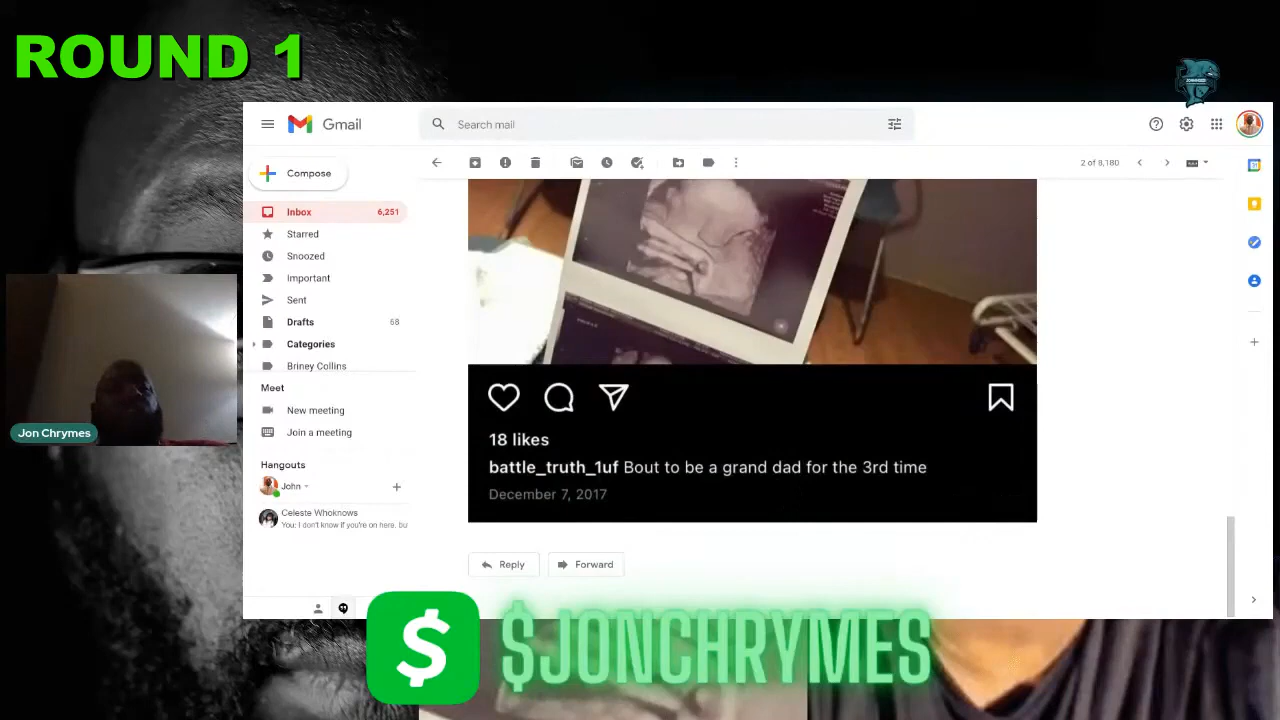 ROUND 1
Gmail
Search mail
Compose
2 of 8,180
Inbox 6,251
Starred
Snoozed
Important
Sent
Drafts 68
Categories
Briney Collins
Meet
New meeting
Join a meeting
Hangouts
John
Celeste Whoknows
You: I don't know if you're on here. bu
Jon Chrymes
18 likes
battle_truth_1uf Bout to be a grand dad for the 3rd time
December 7, 2017
Reply
Forward
$JONCHRYMES